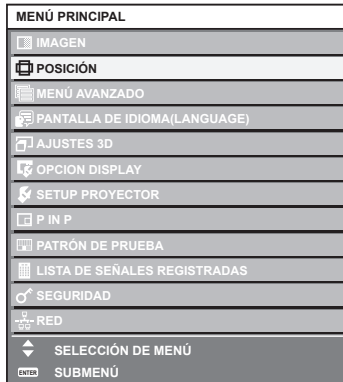 MENÚ PRINCIPAL
IMAGEN
POSICIÓN
MENÚ AVANZADO
PANTALLA DE IDIOMA(LANGUAGE)
AJUSTES 3D
OPCION DISPLAY
SETUP PROYECTOR
P IN P
PATRÓN DE PRUEBA
LISTA DE SEÑALES REGISTRADAS
SEGURIDAD
RED
SELECCIÓN DE MENÚ
ENTER SUBMENÚ